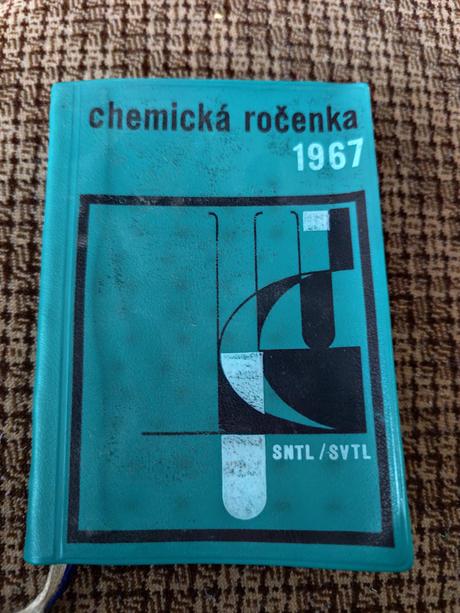 chemická ročenka
1967
SNTL/SVTL